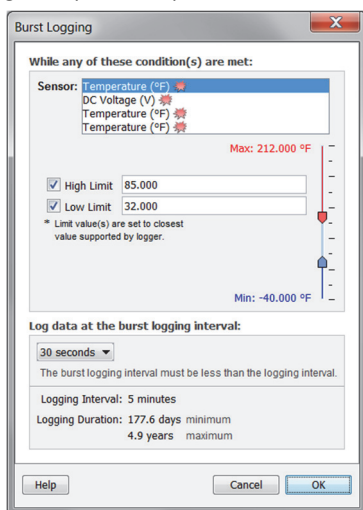 Burst Logging
While any of these condition(s) are met:
Sensor: Temperature (°F)
DC Voltage (V)
Temperature (°F)
Temperature (°F)
Max: 212.000 °F
High Limit 85.000
Low Limit 32.000
* Limit value(s) are set to closest
value supported by logger.
Min: -40.000 °F
Log data at the burst logging interval:
30 seconds
The burst logging interval must be less than the logging interval.
Logging Interval: 5 minutes
Logging Duration: 177.6 days minimum
4.9 years maximum
Help Cancel OK